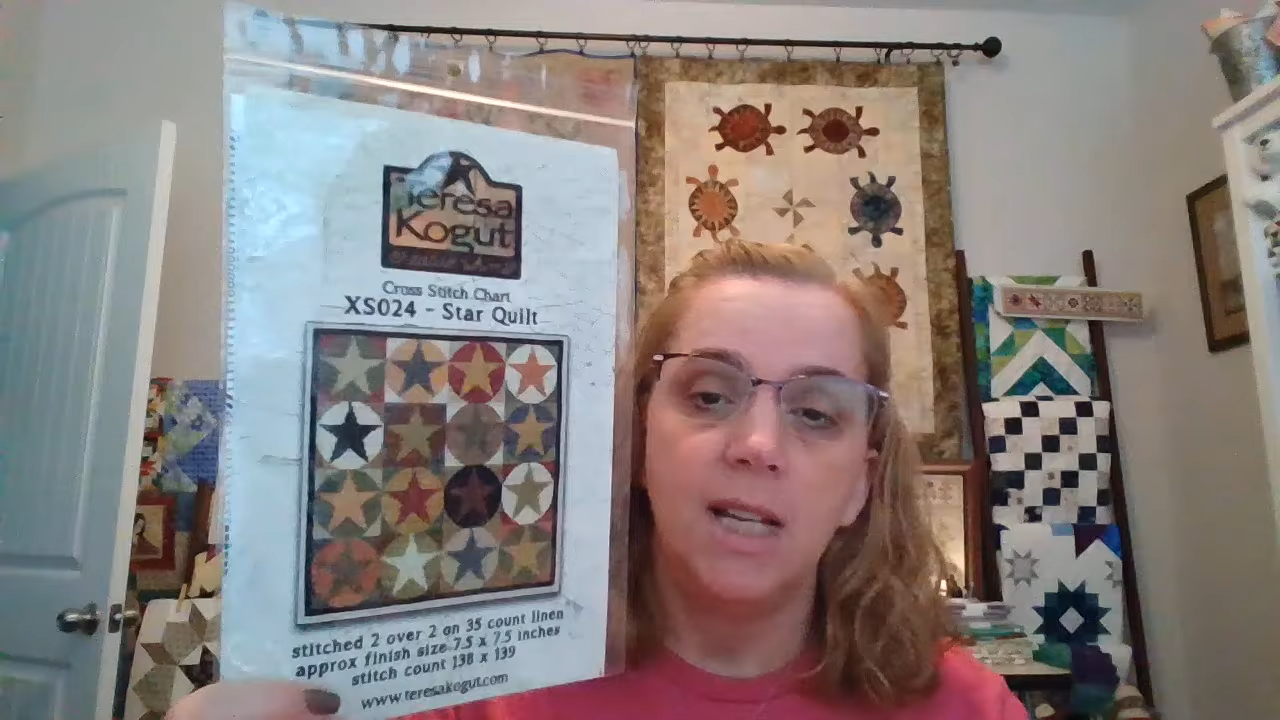 Teresa
Kogut
Cross Stitch Chart
XS024 - Star Quilt
stitched 2 over 2 on 35 count linen
approx finish size 7.5 x 7.5 inches
stitch count 138 x 139
www.teresakogut.com